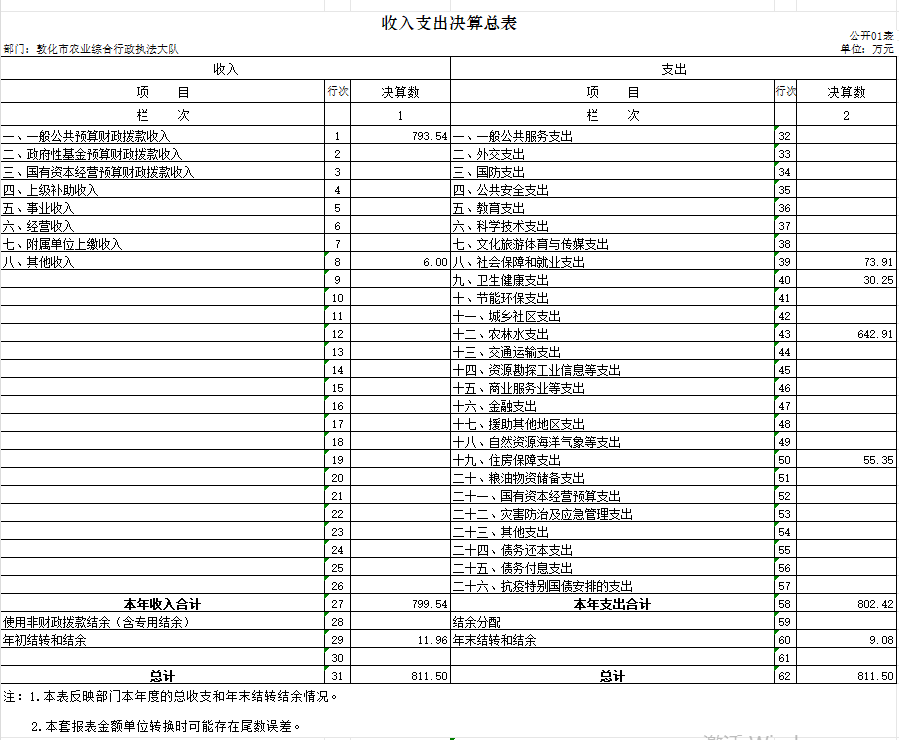 收入支出决算总表
公开01表
部门：敦化市农业综合行政执法大队 单位：万元
收入 支出
项 目 行次 决算数 项 目 行次 决算数
栏 次 1 栏 次 2
一、一般公共预算财政拨款收入 1 793.54 一、一般公共服务支出 32
二、政府性基金预算财政拨款收入 2 二、外交支出 33
三、国有资本经营预算财政拨款收入 3 三、国防支出 34
四、上级补助收入 4 四、公共安全支出 35
五、事业收入 5 五、教育支出 36
六、经营收入 6 六、科学技术支出 37
七、附属单位上缴收入 7 七、文化旅游体育与传媒支出 38
八、其他收入 8 6.00 八、社会保障和就业支出 39 73.91
9 九、卫生健康支出 40 30.25
10 十、节能环保支出 41
11 十一、城乡社区支出 42
12 十二、农林水支出 43 642.91
13 十三、交通运输支出 44
14 十四、资源勘探工业信息等支出 45
15 十五、商业服务业等支出 46
16 十六、金融支出 47
17 十七、援助其他地区支出 48
18 十八、自然资源海洋气象等支出 49
19 十九、住房保障支出 50 55.35
20 二十、粮油物资储备支出 51
21 二十一、国有资本经营预算支出 52
22 二十二、灾害防治及应急管理支出 53
23 二十三、其他支出 54
24 二十四、债务还本支出 55
25 二十五、债务付息支出 56
26 二十六、抗疫特别国债安排的支出 57
本年收入合计 27 799.54 本年支出合计 58 802.42
使用非财政拨款结余（含专用结余） 28 结余分配 59
年初结转和结余 29 11.96 年末结转和结余 60 9.08
30 61
总计 31 811.50 总计 62 811.50
注：1.本表反映部门本年度的总收支和年末结转结余情况。
2.本套报表金额单位转换时可能存在尾数误差。